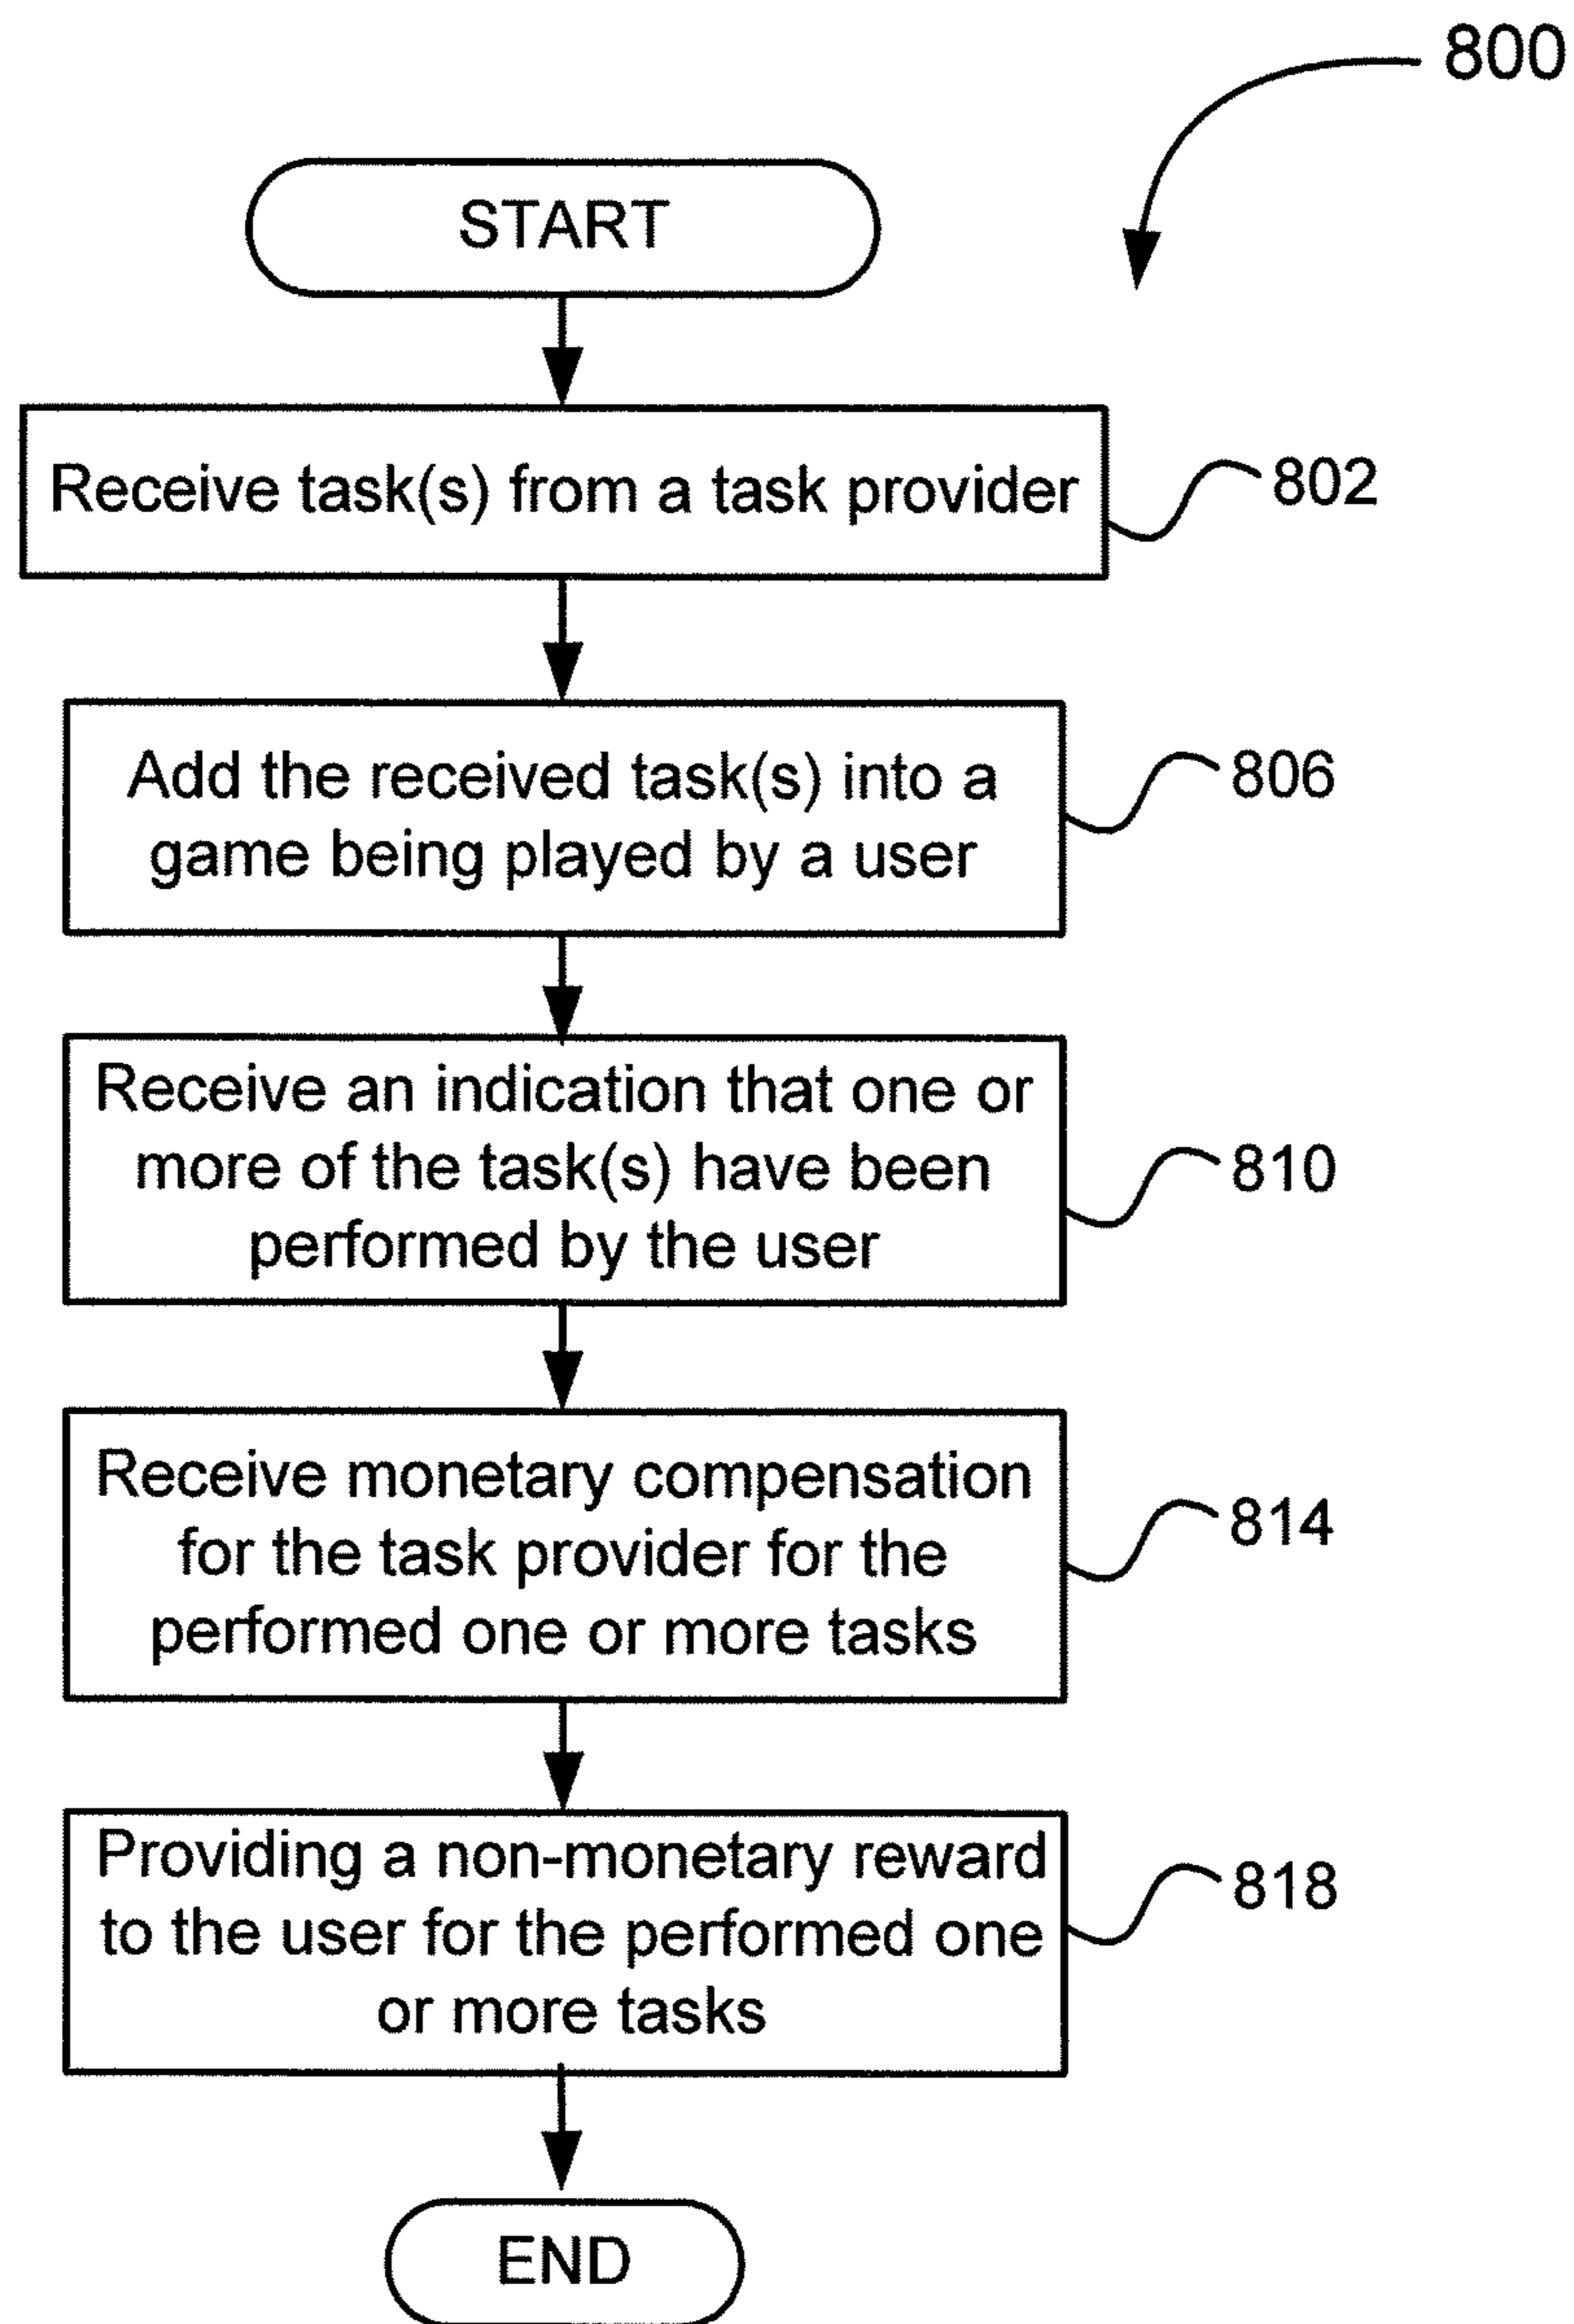 800
START
Receive task(s) from a task provider
802
Add the received task(s) into a
game being played by a user
806
Receive an indication that one or
more of the task(s) have been
performed by the user
810
Receive monetary compensation
for the task provider for the
performed one or more tasks
814
Providing a non-monetary reward
to the user for the performed one
or more tasks
818
END